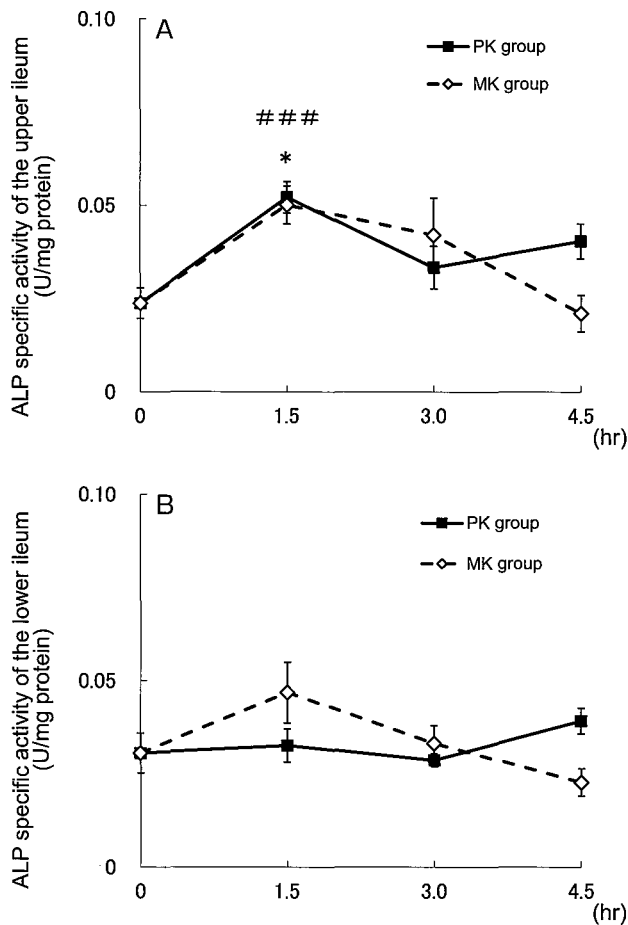 A
ALP specific activity of the upper ileum
(U/mg protein)
0.10
0.05
0
PK group
MK group
###
*
0 1.5 3.0 4.5
(hr)
B
ALP specific activity of the lower ileum
(U/mg protein)
0.10
0.05
0
PK group
MK group
0 1.5 3.0 4.5
(hr)